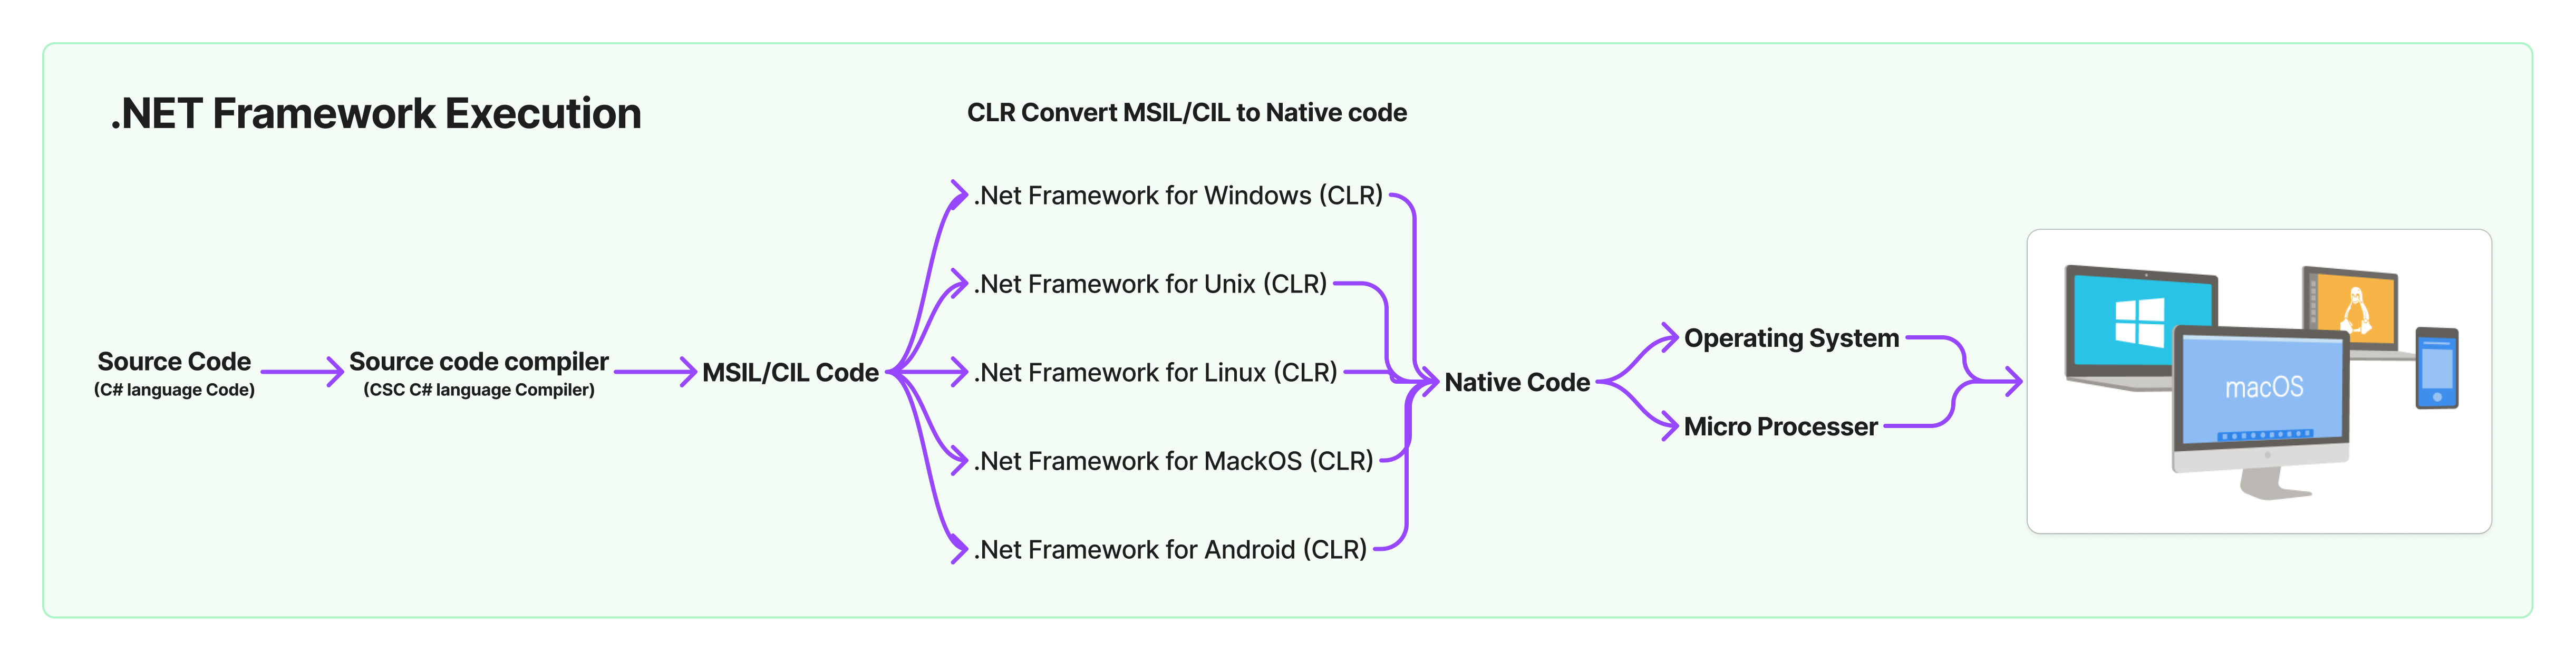 .NET Framework Execution
CLR Convert MSIL/CIL to Native code
Source Code
(C# language Code)
Source code compiler
(CSC C# language Compiler)
MSIL/CIL Code
.Net Framework for Windows (CLR)
.Net Framework for Unix (CLR)
.Net Framework for Linux (CLR)
.Net Framework for MackOS (CLR)
.Net Framework for Android (CLR)
Native Code
Operating System
Micro Processer
macOS